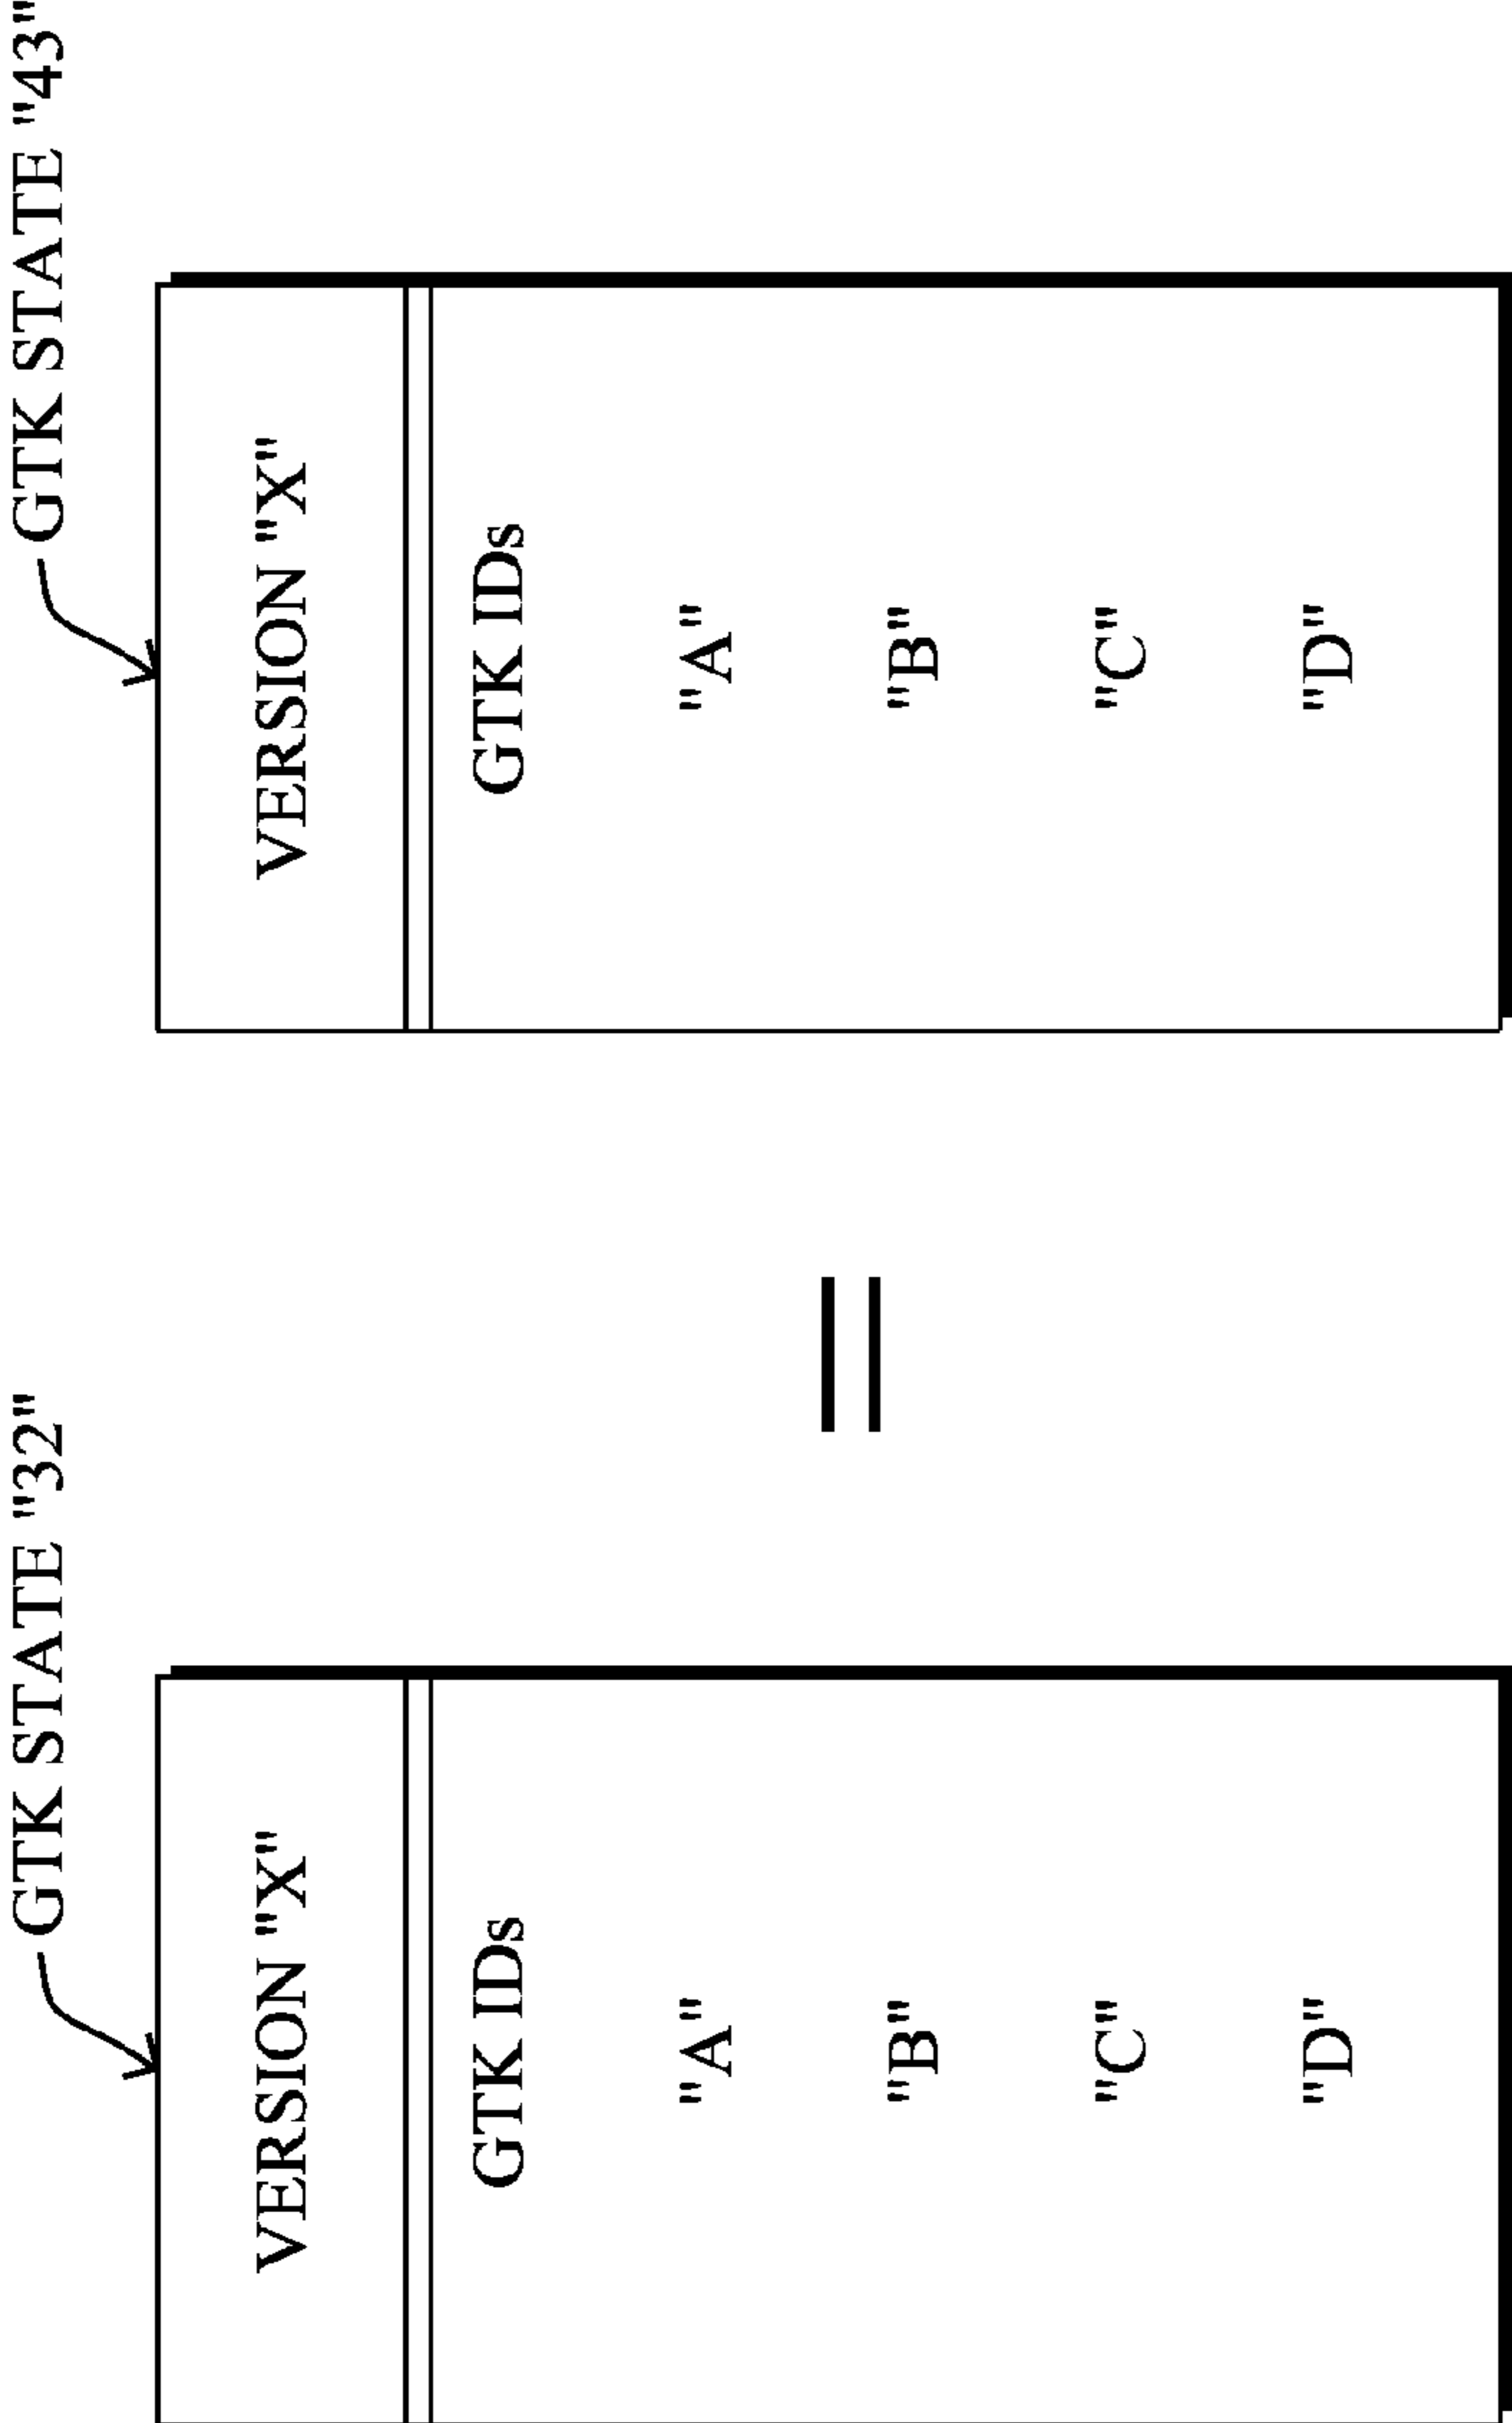 GTK STATE "32"
VERSION "X"
GTK IDs
"A"
"B"
"C"
"D"
=
GTK STATE "43"
VERSION "X"
GTK IDs
"A"
"B"
"C"
"D"